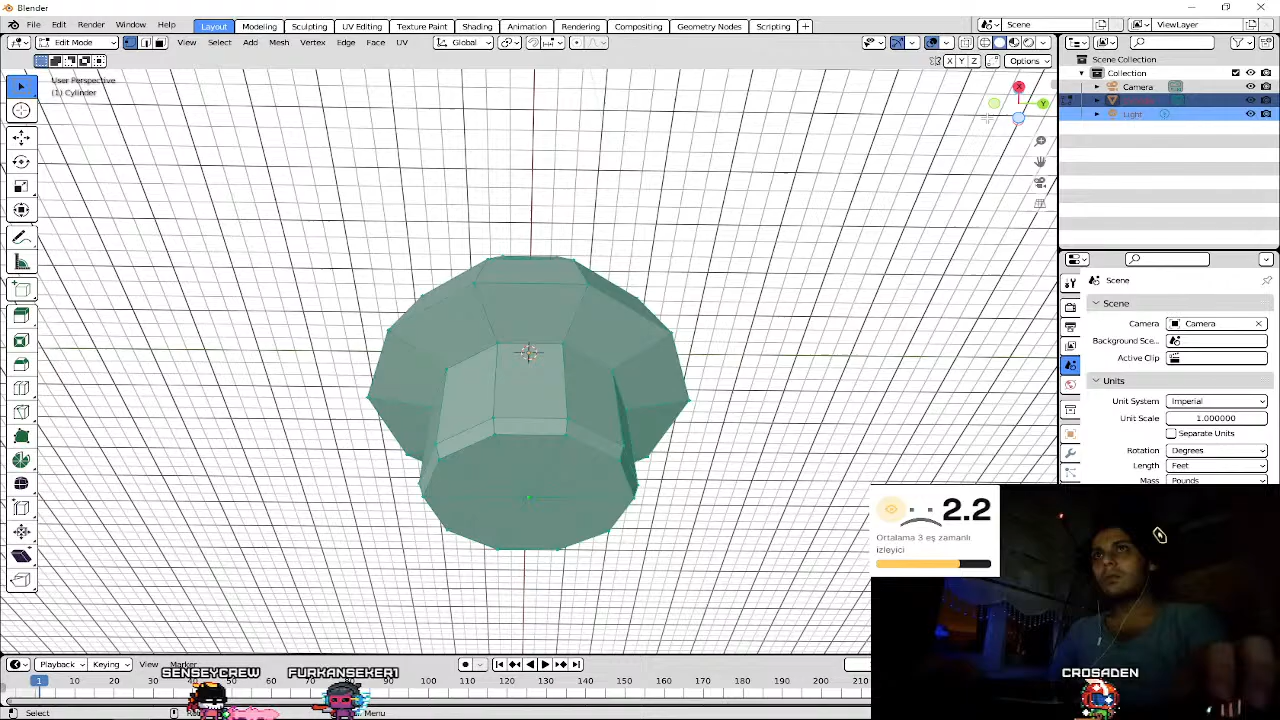 Blender
File Edit Render Window Help
Layout Modeling Sculpting UV Editing Texture Paint Shading Animation Rendering Compositing Geometry Nodes Scripting +
Scene
ViewLayer
Edit Mode
View Select Add Mesh Vertex Edge Face UV
Global
X Y Z
Options
User Perspective
(1) Cylinder
X
Y
Scene Collection
Collection
Camera
Light
Scene
Scene
Camera
Camera
Background Sce...
Active Clip
Units
Unit System
Imperial
Unit Scale
1.000000
Separate Units
Rotation
Degrees
Length
Feet
Mass
Pounds
2.2
Ortalama 3 eş zamanlı
izleyici
Playback Keying View Marker
1 10 20 30 40 50 60 70 80 90 100 110 120 130 140 150 160 170 180 190 200 210 220
SENSEYCREW
FURKANSEKER1
CROSADEN
Select
Menu